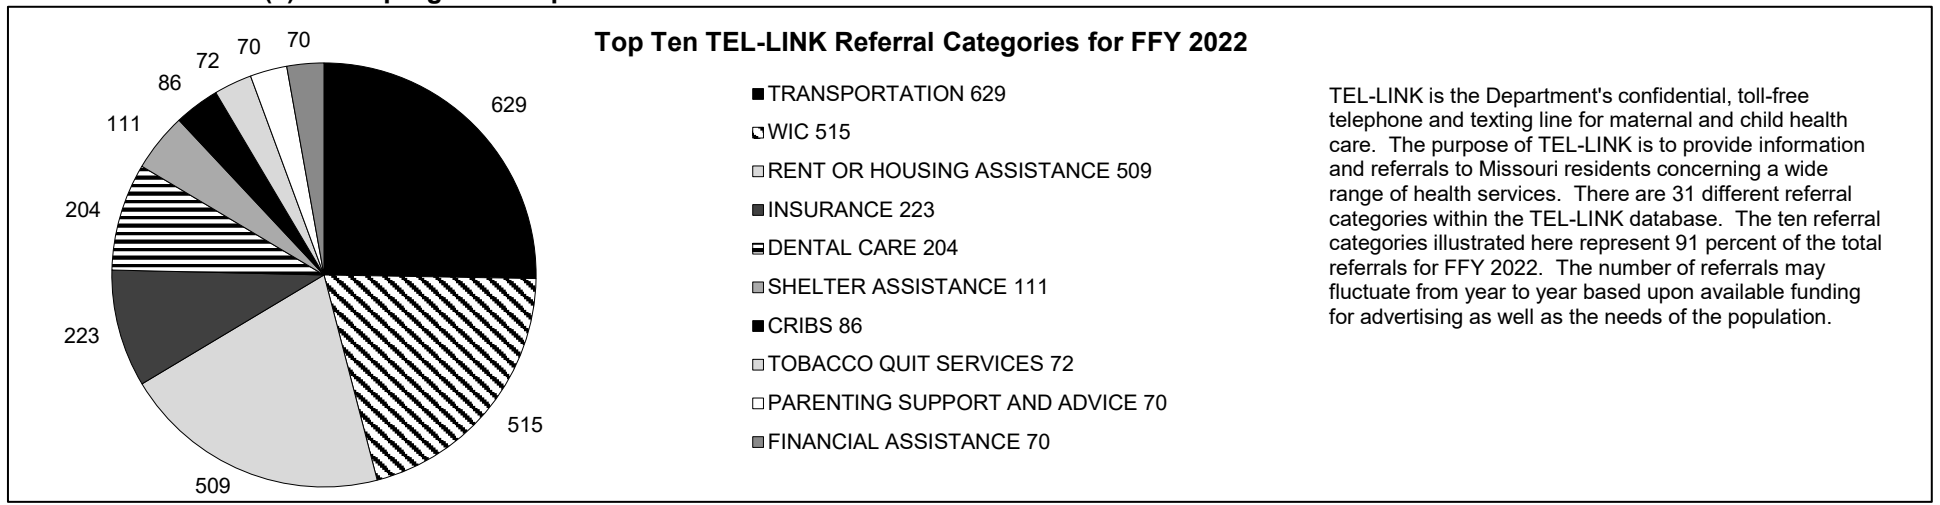 Top Ten TEL-LINK Referral Categories for FFY 2022
629
515
509
223
204
111
86
72
70
70
TRANSPORTATION 629
WIC 515
RENT OR HOUSING ASSISTANCE 509
INSURANCE 223
DENTAL CARE 204
SHELTER ASSISTANCE 111
CRIBS 86
TOBACCO QUIT SERVICES 72
PARENTING SUPPORT AND ADVICE 70
FINANCIAL ASSISTANCE 70
TEL-LINK is the Department's confidential, toll-free
telephone and texting line for maternal and child health
care. The purpose of TEL-LINK is to provide information
and referrals to Missouri residents concerning a wide
range of health services. There are 31 different referral
categories within the TEL-LINK database. The ten referral
categories illustrated here represent 91 percent of the total
referrals for FFY 2022. The number of referrals may
fluctuate from year to year based upon available funding
for advertising as well as the needs of the population.